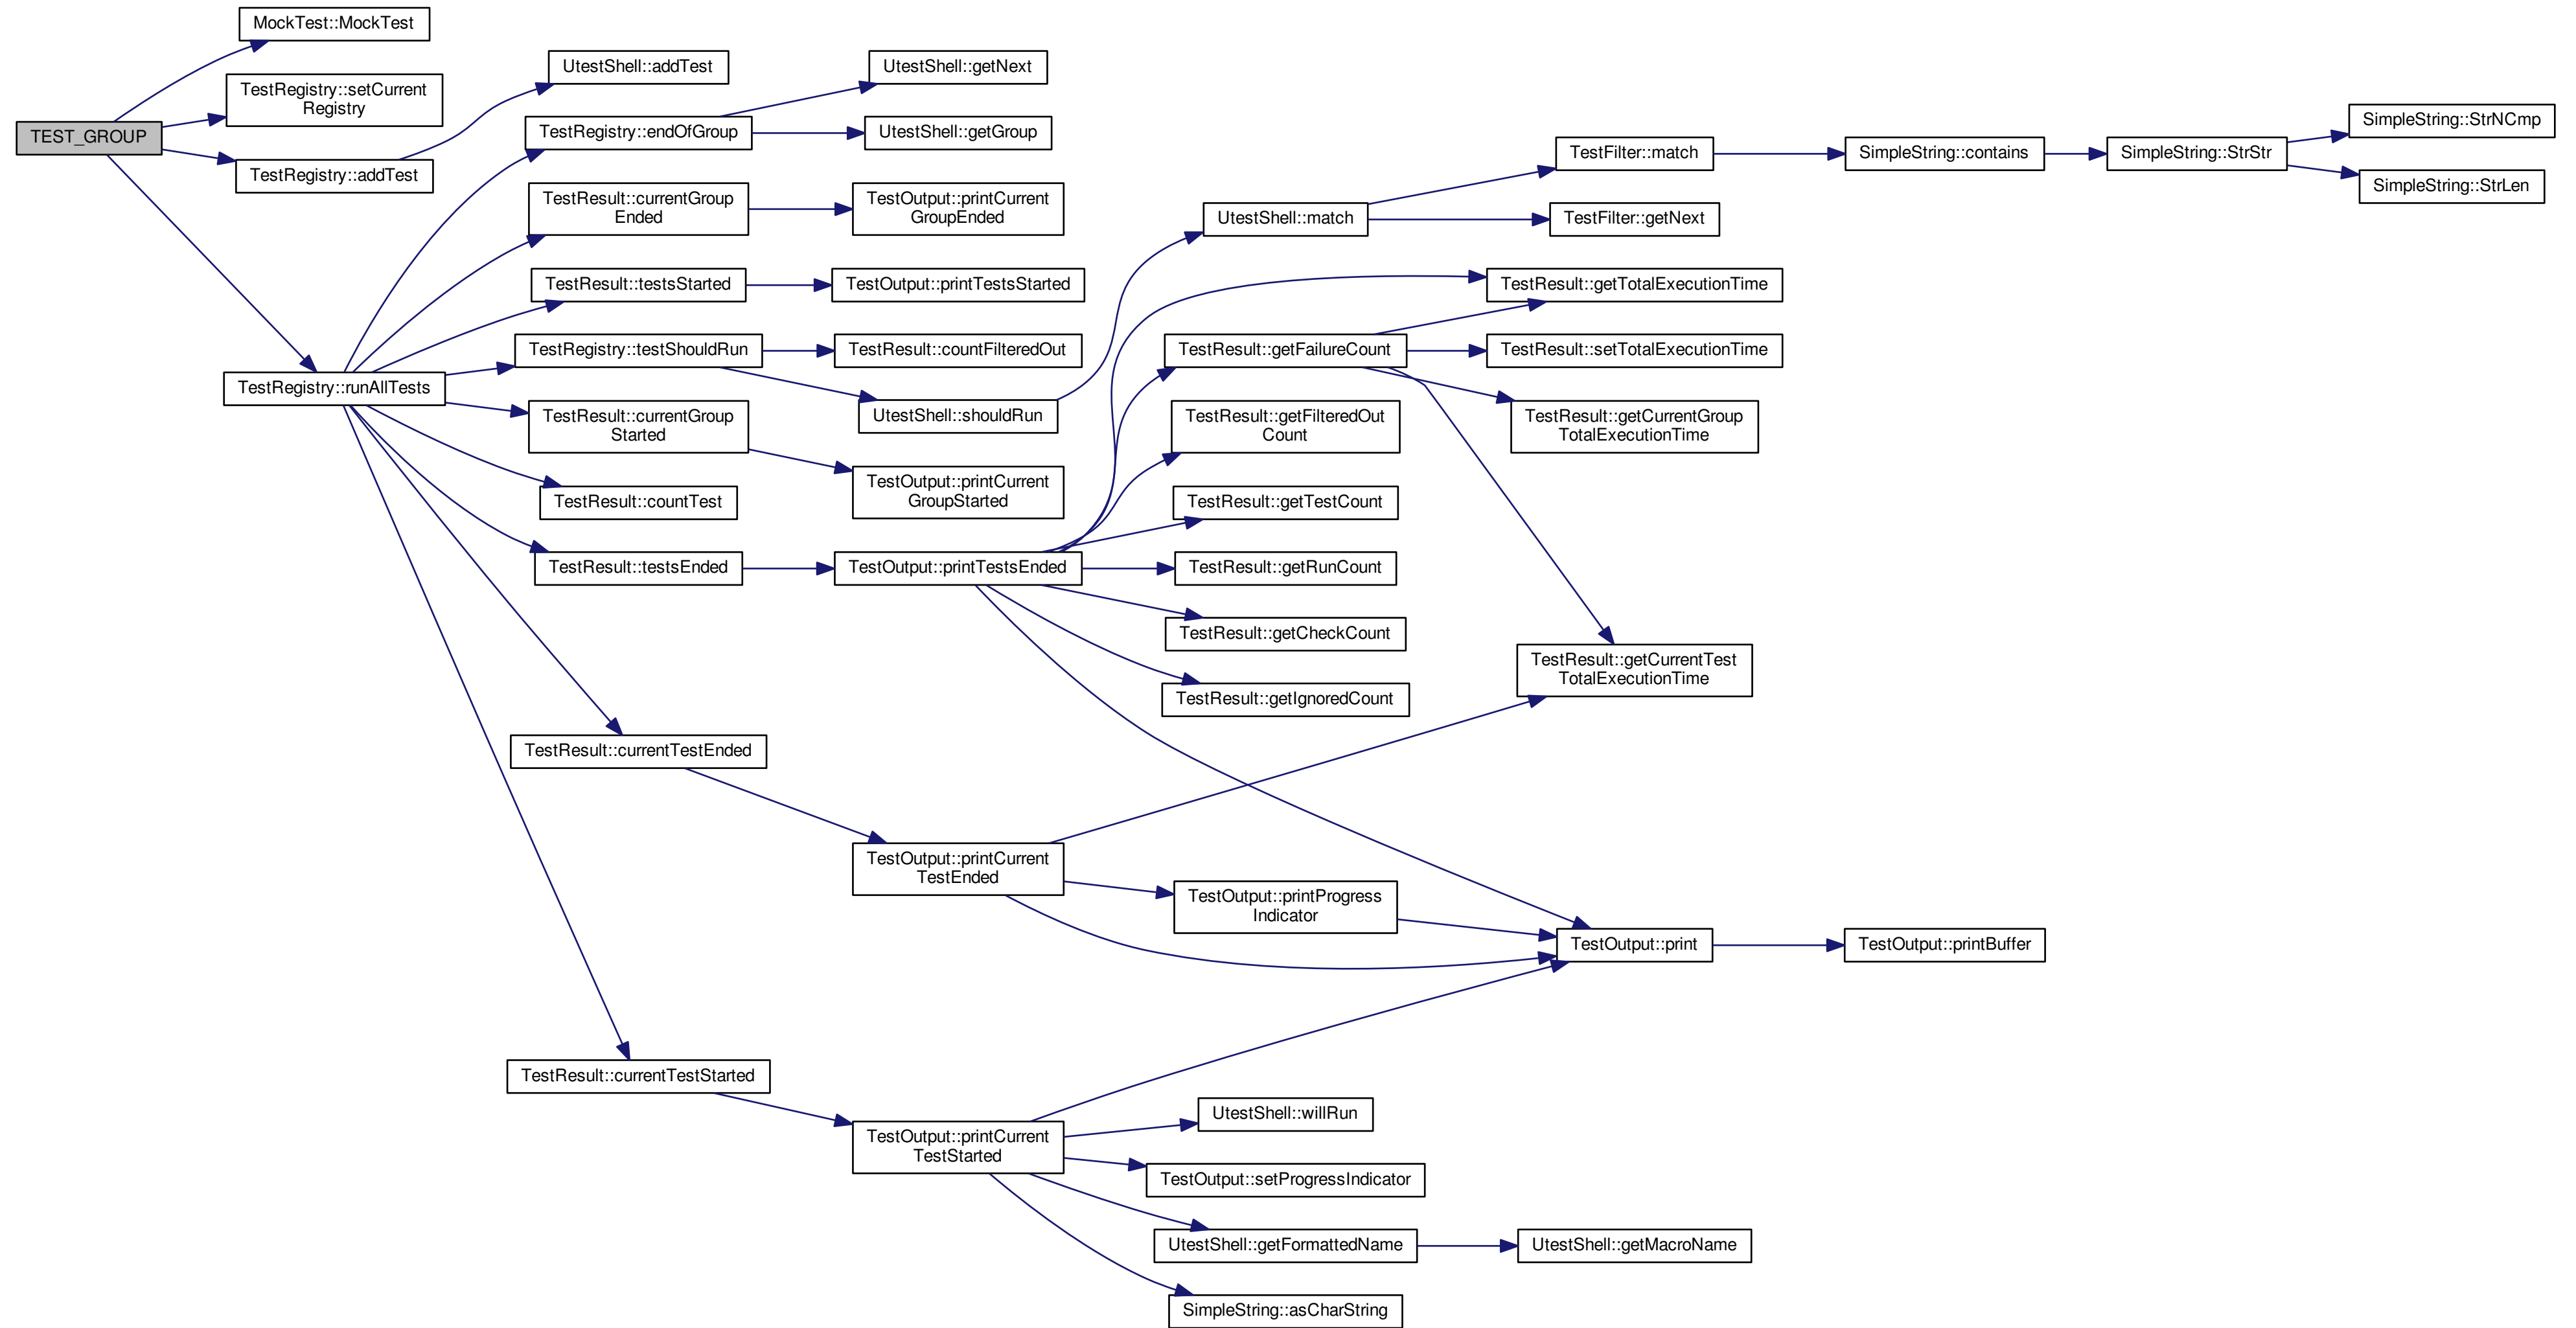 MockTest::MockTest
TestRegistry::setCurrent
Registry
TEST_GROUP
TestRegistry::addTest
TestRegistry::runAllTests
UtestShell::addTest
TestRegistry::endOfGroup
TestResult::currentGroup
Ended
TestResult::testsStarted
TestRegistry::testShouldRun
TestResult::currentGroup
Started
TestResult::countTest
TestResult::testsEnded
TestResult::currentTestEnded
TestResult::currentTestStarted
UtestShell::getNext
UtestShell::getGroup
TestOutput::printCurrent
GroupEnded
TestOutput::printTestsStarted
TestResult::countFilteredOut
UtestShell::shouldRun
TestOutput::printCurrent
GroupStarted
TestOutput::printTestsEnded
TestOutput::printCurrent
TestEnded
TestOutput::printCurrent
TestStarted
UtestShell::match
TestResult::getFailureCount
TestResult::getFilteredOut
Count
TestResult::getTestCount
TestResult::getRunCount
TestResult::getCheckCount
TestResult::getIgnoredCount
TestOutput::printProgress
Indicator
UtestShell::willRun
TestOutput::setProgressIndicator
UtestShell::getFormattedName
SimpleString::asCharString
TestFilter::match
TestFilter::getNext
TestResult::getTotalExecutionTime
TestResult::setTotalExecutionTime
TestResult::getCurrentGroup
TotalExecutionTime
TestResult::getCurrentTest
TotalExecutionTime
TestOutput::print
UtestShell::getMacroName
SimpleString::contains
TestOutput::printBuffer
SimpleString::StrStr
SimpleString::StrNCmp
SimpleString::StrLen